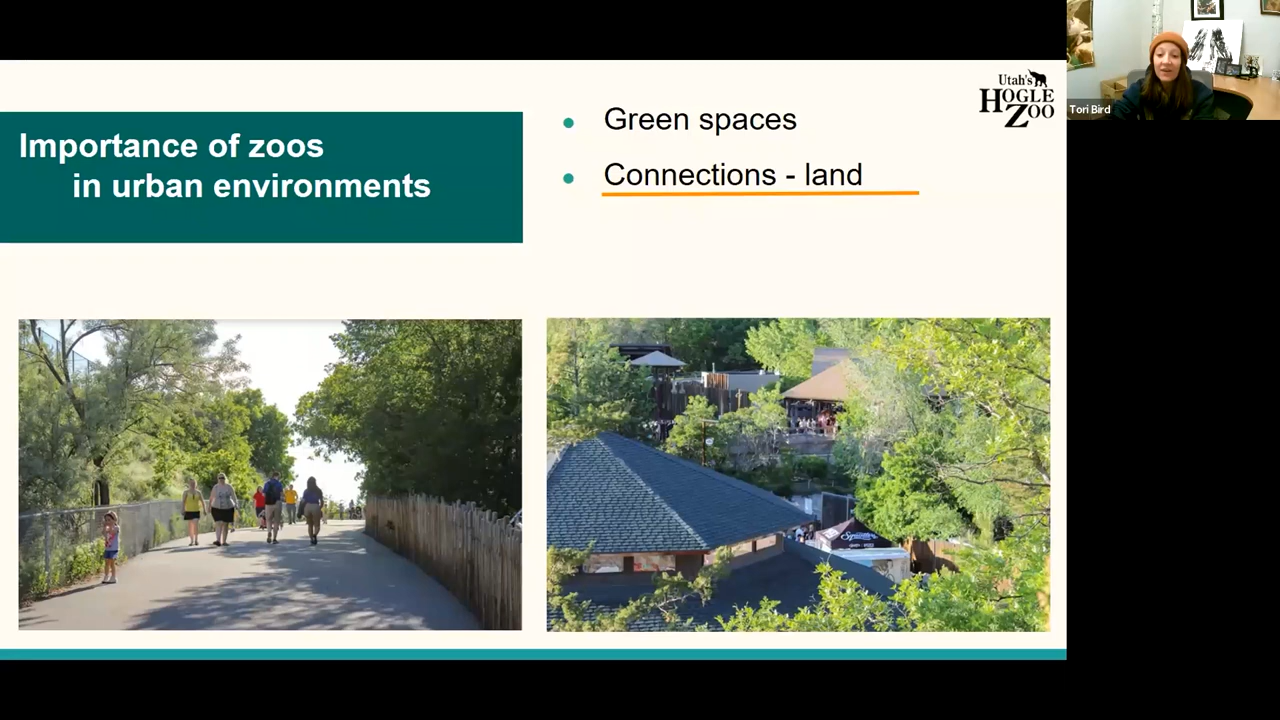 Importance of zoos
in urban environments
Green spaces
Connections - land
Utah's
HOGLE
ZOO
Tori Bird